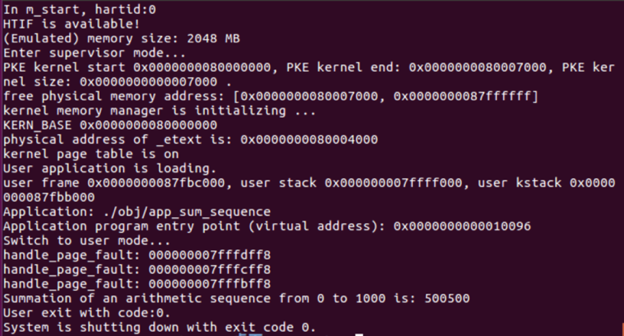 In m_start, hartid:0
HTIF is available!
(Emulated) memory size: 2048 MB
Enter supervisor mode...
PKE kernel start 0x0000000080000000, PKE kernel end: 0x0000000080007000, PKE ker
nel size: 0x0000000000007000 .
free physical memory address: [0x0000000080007000, 0x0000000087ffffff]
kernel memory manager is initializing ...
KERN_BASE 0x0000000080000000
physical address of _etext is: 0x0000000080004000
kernel page table is on
User application is loading.
user frame 0x0000000087fbc000, user stack 0x000000007ffff000, user kstack 0x0000
000087fbb000
Application: ./obj/app_sum_sequence
Application program entry point (virtual address): 0x0000000000010096
Switch to user mode...
handle_page_fault: 000000007fffdff8
handle_page_fault: 000000007fffcff8
handle_page_fault: 000000007fffbff8
Summation of an arithmetic sequence from 0 to 1000 is: 500500
User exit with code:0.
System is shutting down with exit code 0.